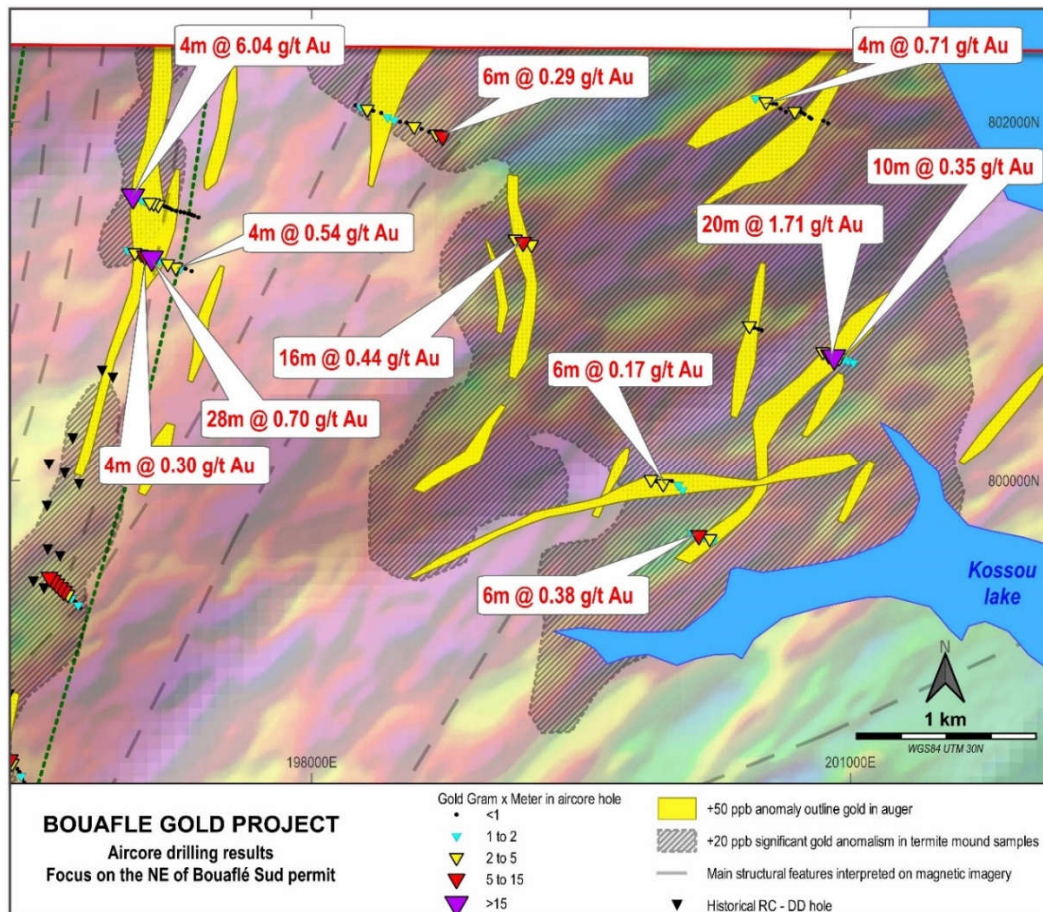 4m @ 6.04 g/t Au
6m @ 0.29 g/t Au
4m @ 0.71 g/t Au
802000N
10m @ 0.35 g/t Au
20m @ 1.71 g/t Au
4m @ 0.54 g/t Au
16m @ 0.44 g/t Au
6m @ 0.17 g/t Au
28m @ 0.70 g/t Au
4m @ 0.30 g/t Au
800000N
6m @ 0.38 g/t Au
Kossou
lake
N
1 km
WGS84 UTM 30N
198000E
201000E
BOUAFLE GOLD PROJECT
Aircore drilling results
Focus on the NE of Bouaflé Sud permit
Gold Gram x Meter in aircore hole
<1
1 to 2
2 to 5
5 to 15
>15
+50 ppb anomaly outline gold in auger
+20 ppb significant gold anomalism in termite mound samples
Main structural features interpreted on magnetic imagery
Historical RC - DD hole